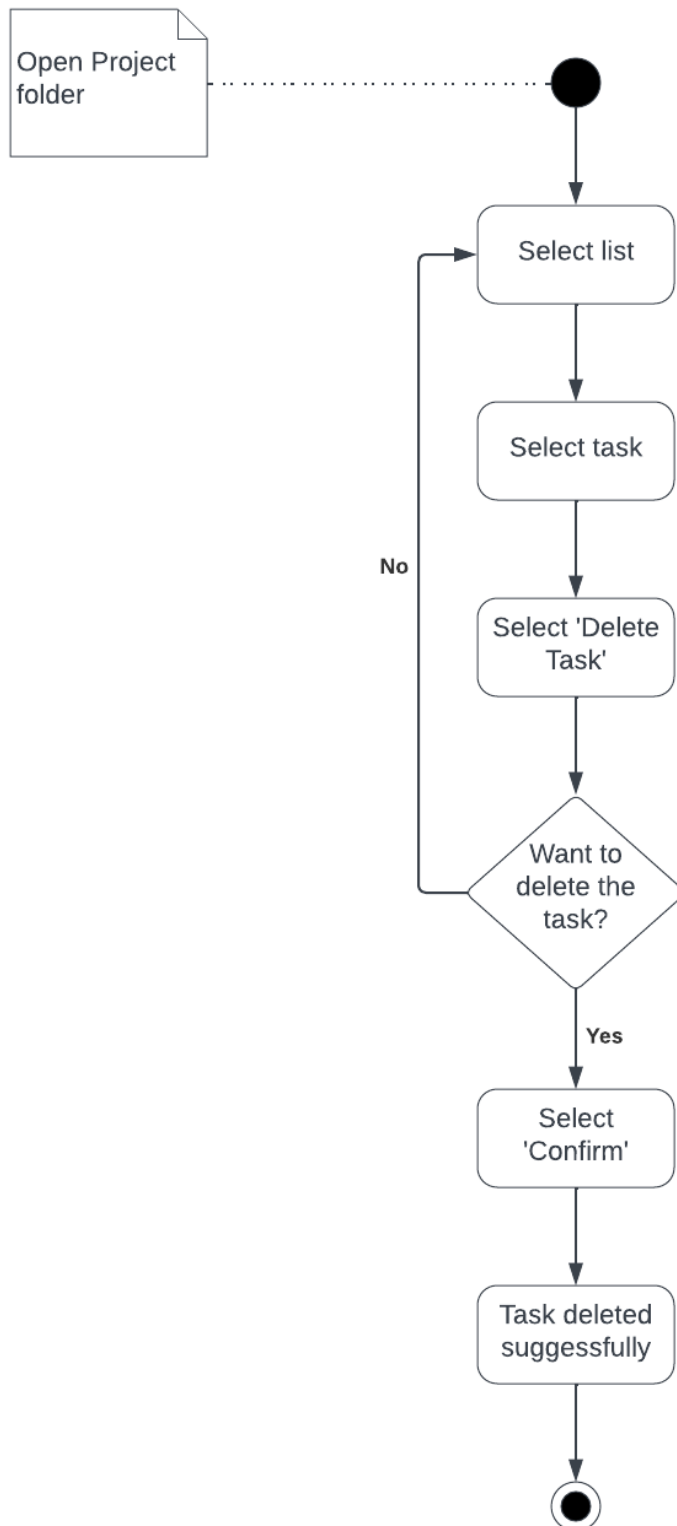 Open Project
folder
Select list
Select task
No
Select 'Delete
Task'
Want to
delete the
task?
Yes
Select
'Confirm'
Task deleted
suggessfully